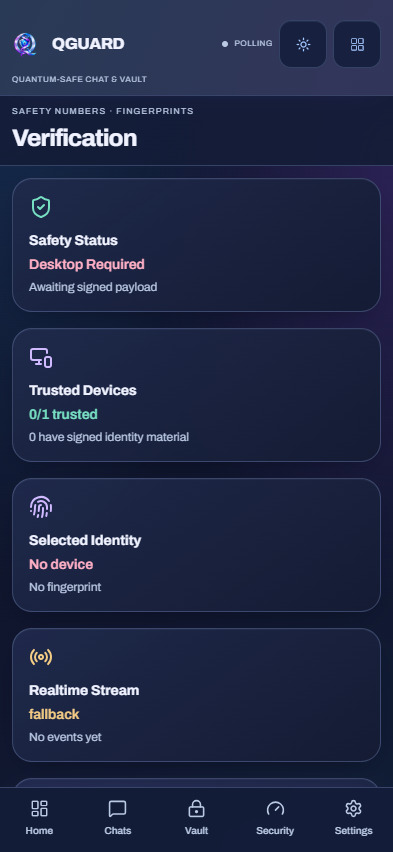 QGUARD
POLLING
QUANTUM-SAFE CHAT & VAULT
SAFETY NUMBERS · FINGERPRINTS
Verification
Safety Status
Desktop Required
Awaiting signed payload
Trusted Devices
0/1 trusted
0 have signed identity material
Selected Identity
No device
No fingerprint
Realtime Stream
fallback
No events yet
Home
Chats
Vault
Security
Settings